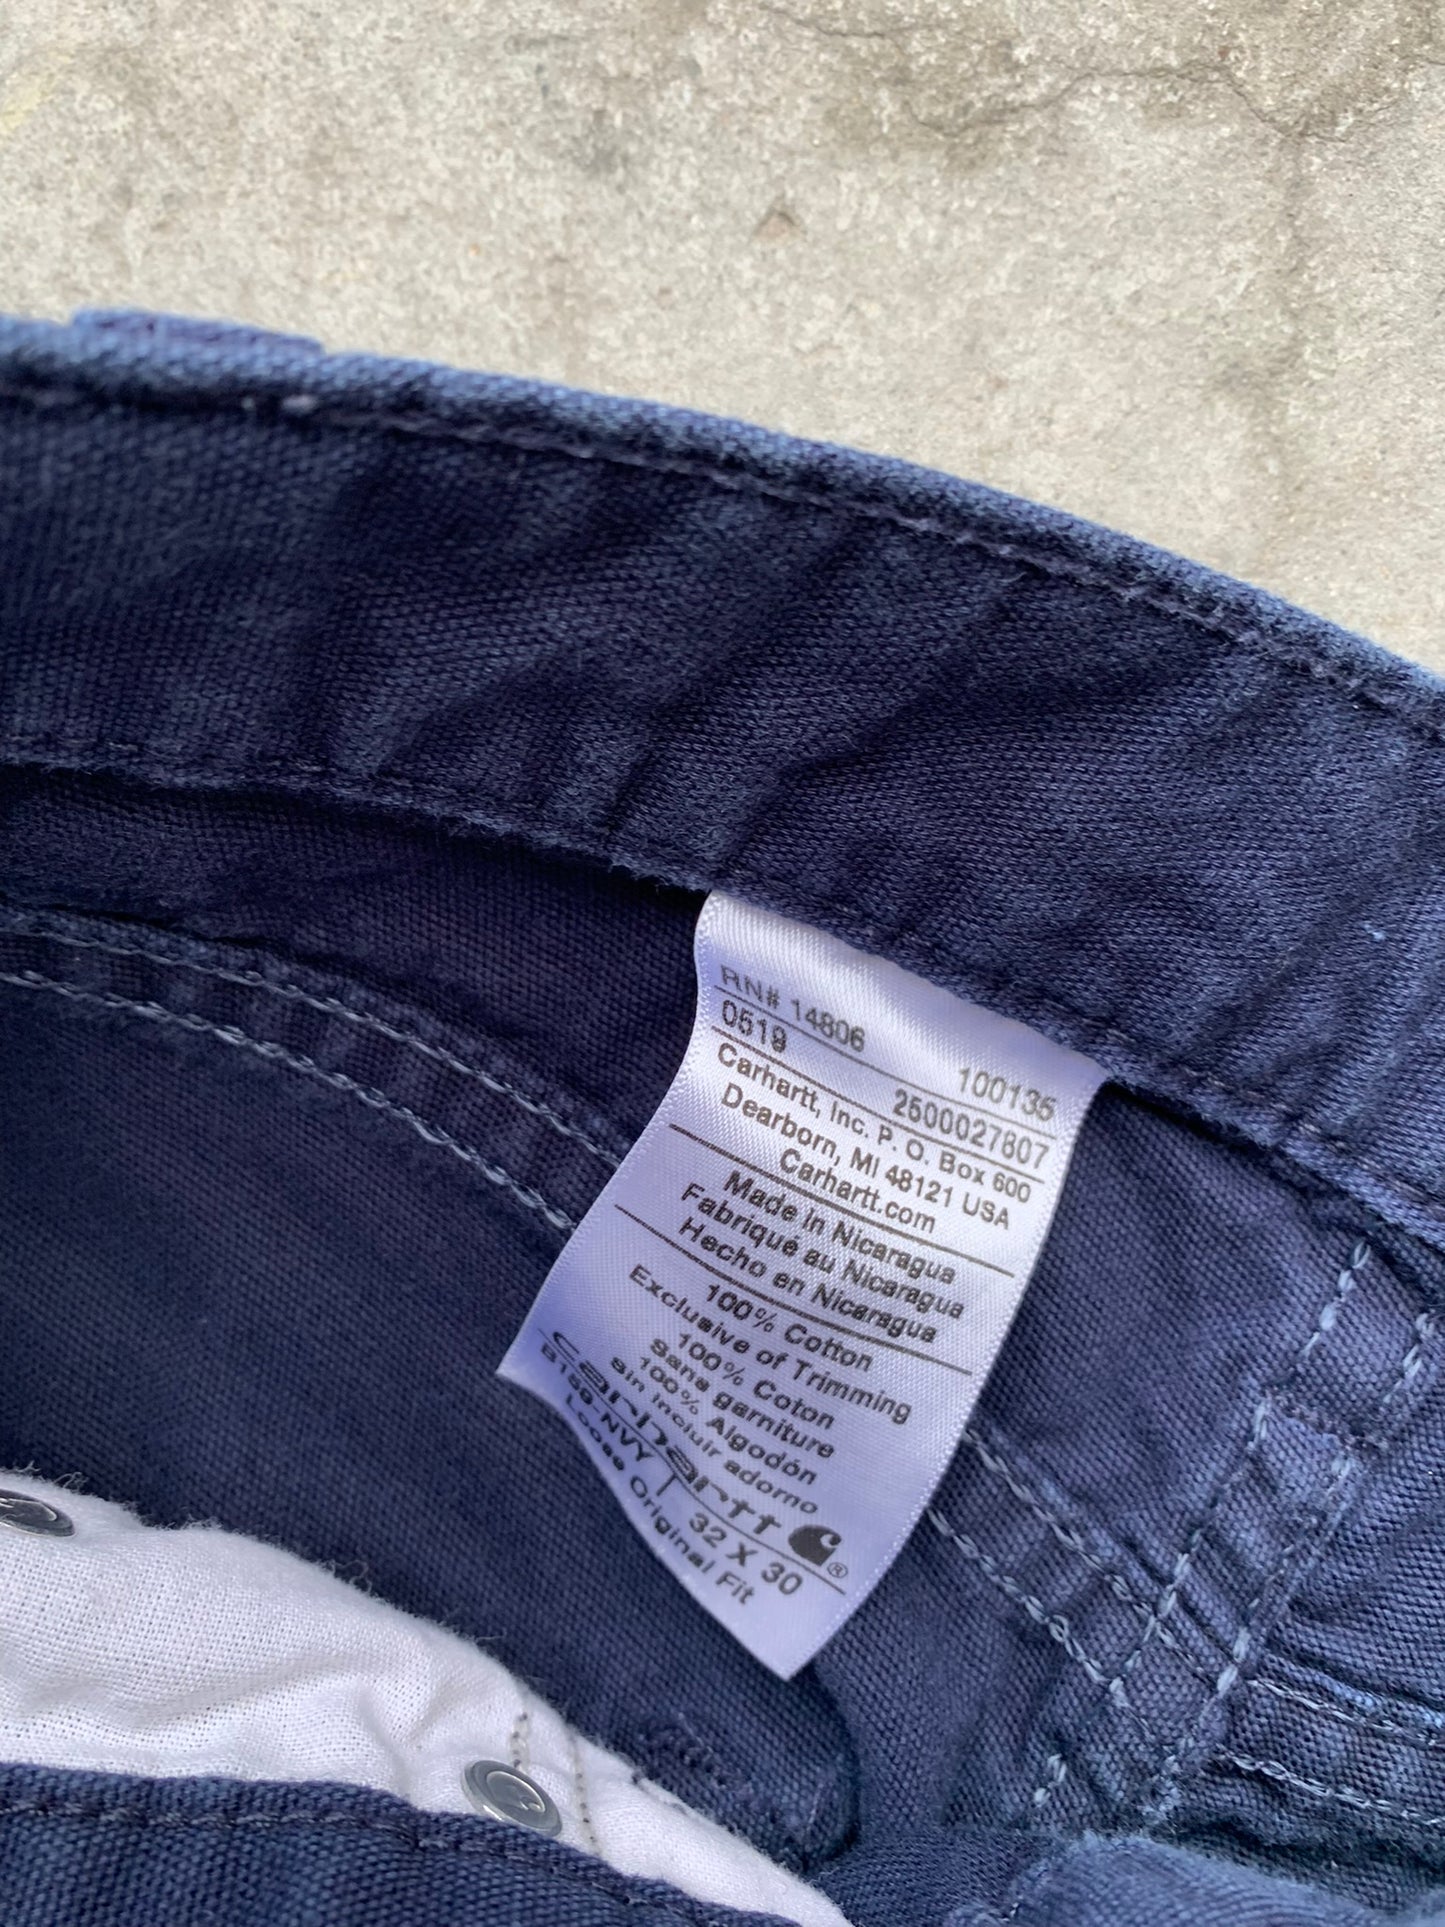 RN# 14806 100135
0519 2500027807
Carhartt, Inc. P. O. Box 600
Dearborn, MI 48121 USA
Carhartt.com
Made in Nicaragua
Fabriqué au Nicaragua
Hecho en Nicaragua
100% Cotton
Exclusive of Trimming
100% Coton
Sans garniture
100% Algodón
sin incluir adorno
carhartt ®
B159-NVY 32 X 30
Loose Original Fit